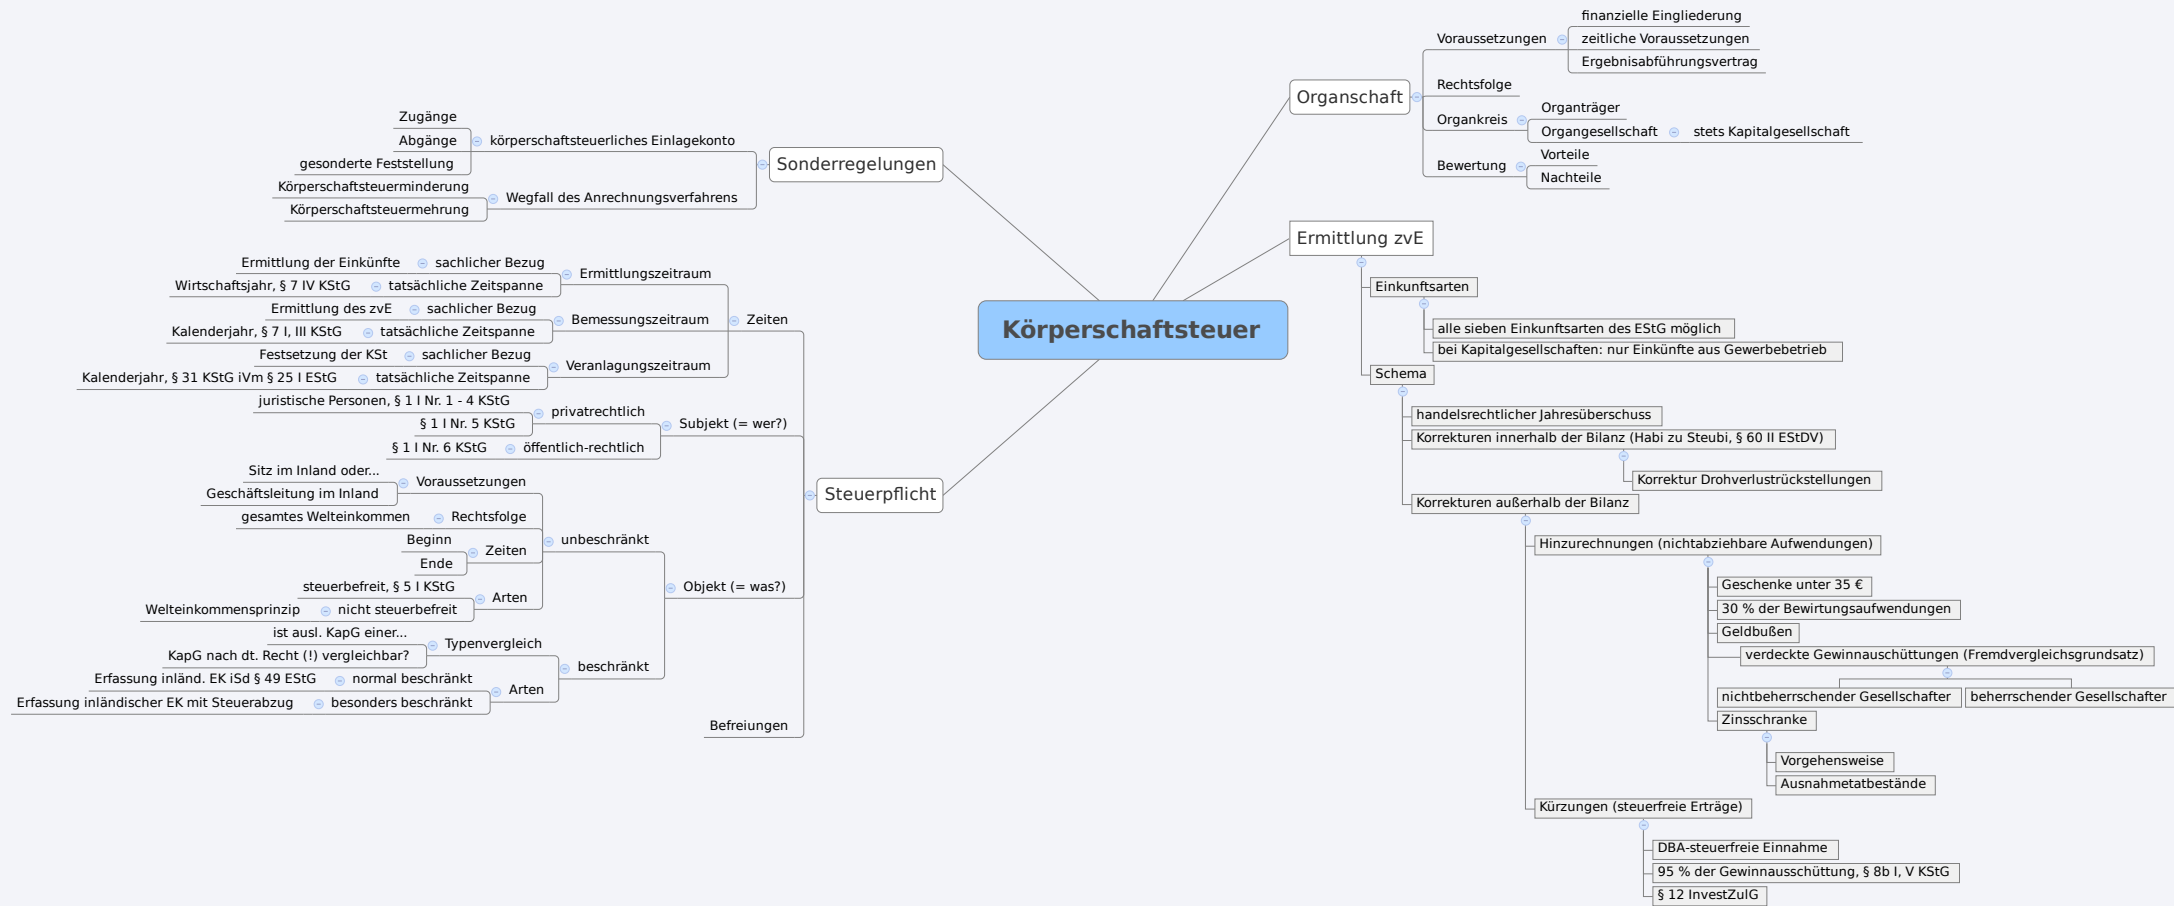 Körperschaftsteuer
Organschaft
Voraussetzungen
finanzielle Eingliederung
zeitliche Voraussetzungen
Ergebnisabführungsvertrag
Rechtsfolge
Organkreis
Organträger
Organgesellschaft
stets Kapitalgesellschaft
Bewertung
Vorteile
Nachteile
Ermittlung zvE
Einkunftsarten
alle sieben Einkunftsarten des EStG möglich
bei Kapitalgesellschaften: nur Einkünfte aus Gewerbebetrieb
Schema
handelsrechtlicher Jahresüberschuss
Korrekturen innerhalb der Bilanz (Habi zu Steubi, § 60 II EStDV)
Korrektur Drohverlustrückstellungen
Korrekturen außerhalb der Bilanz
Hinzurechnungen (nichtabziehbare Aufwendungen)
Geschenke unter 35 €
30 % der Bewirtungsaufwendungen
Geldbußen
verdeckte Gewinnauschüttungen (Fremdvergleichsgrundsatz)
nichtbeherrschender Gesellschafter
beherrschender Gesellschafter
Zinsschranke
Vorgehensweise
Ausnahmetatbestände
Kürzungen (steuerfreie Erträge)
DBA-steuerfreie Einnahme
95 % der Gewinnausschüttung, § 8b I, V KStG
§ 12 InvestZulG
Sonderregelungen
körperschaftsteuerliches Einlagekonto
Zugänge
Abgänge
gesonderte Feststellung
Wegfall des Anrechnungsverfahrens
Körperschaftsteuerminderung
Körperschaftsteuermehrung
Steuerpflicht
Zeiten
Ermittlungszeitraum
sachlicher Bezug
Ermittlung der Einkünfte
tatsächliche Zeitspanne
Wirtschaftsjahr, § 7 IV KStG
Bemessungszeitraum
sachlicher Bezug
Ermittlung des zvE
tatsächliche Zeitspanne
Kalenderjahr, § 7 I, III KStG
Veranlagungszeitraum
sachlicher Bezug
Festsetzung der KSt
tatsächliche Zeitspanne
Kalenderjahr, § 31 KStG iVm § 25 I EStG
Subjekt (= wer?)
privatrechtlich
juristische Personen, § 1 I Nr. 1 - 4 KStG
§ 1 I Nr. 5 KStG
öffentlich-rechtlich
§ 1 I Nr. 6 KStG
Objekt (= was?)
unbeschränkt
Voraussetzungen
Sitz im Inland oder...
Geschäftsleitung im Inland
Rechtsfolge
gesamtes Welteinkommen
Zeiten
Beginn
Ende
Arten
steuerbefreit, § 5 I KStG
nicht steuerbefreit
Welteinkommensprinzip
beschränkt
Typenvergleich
ist ausl. KapG einer...
KapG nach dt. Recht (!) vergleichbar?
Arten
normal beschränkt
Erfassung inländ. EK iSd § 49 EStG
besonders beschränkt
Erfassung inländischer EK mit Steuerabzug
Befreiungen